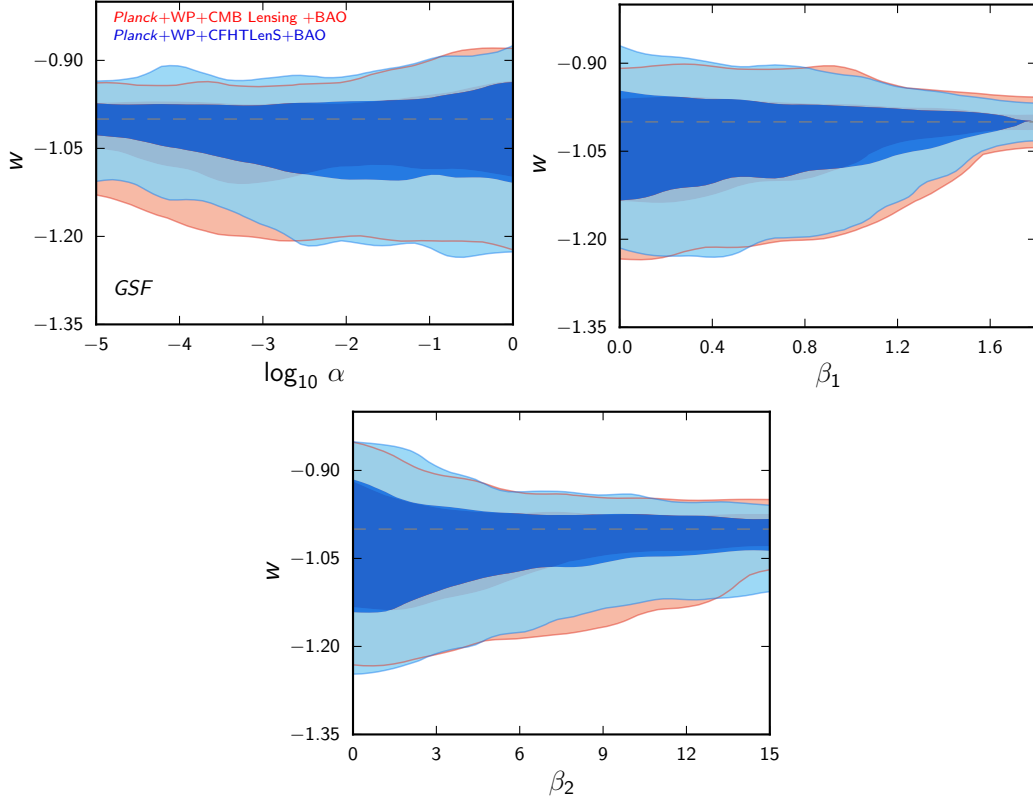 Planck+WP+CMB Lensing +BAO
Planck+WP+CFHTLenS+BAO
−0.90
−1.05
−1.20
−1.35
w
GSF
−5 −4 −3 −2 −1 0
log₁₀ α
−0.90
−1.05
−1.20
−1.35
w
0.0 0.4 0.8 1.2 1.6
β₁
−0.90
−1.05
−1.20
−1.35
w
0 3 6 9 12 15
β₂